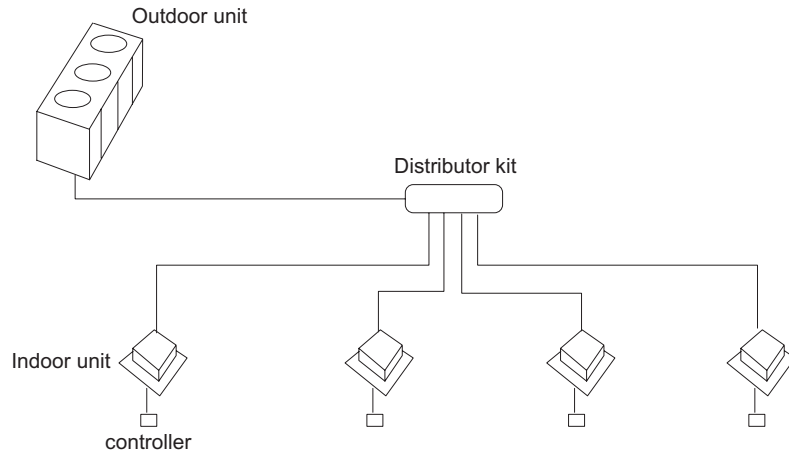 Outdoor unit
Distributor kit
Indoor unit
controller